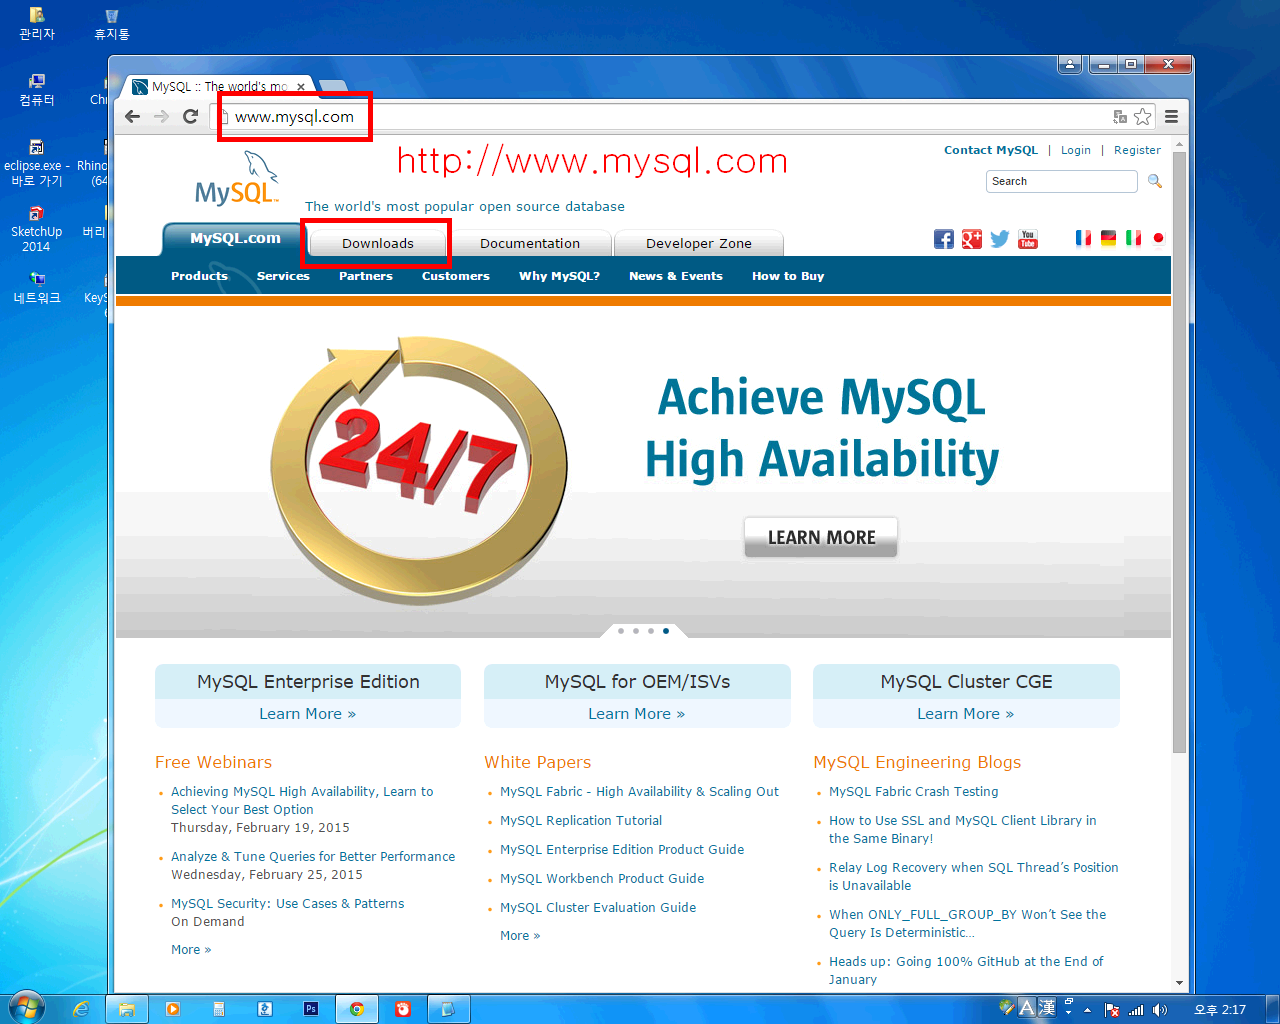 관리자
휴지통
컴퓨터
Chr
eclipse.exe -
바로 가기
Rhino
(64
SketchUp
2014
버리
네트워크
KeyS
6
MySQL :: The world's mo
www.mysql.com
http://www.mysql.com
Contact MySQL | Login | Register
MySQL™
Search
The world's most popular open source database
MySQL.com
Downloads
Documentation
Developer Zone
You
Tube
Products
Services
Partners
Customers
Why MySQL?
News & Events
How to Buy
24/7
Achieve MySQL
High Availability
LEARN MORE
MySQL Enterprise Edition
Learn More »
MySQL for OEM/ISVs
Learn More »
MySQL Cluster CGE
Learn More »
Free Webinars
Achieving MySQL High Availability, Learn to
Select Your Best Option
Thursday, February 19, 2015
Analyze & Tune Queries for Better Performance
Wednesday, February 25, 2015
MySQL Security: Use Cases & Patterns
On Demand
More »
White Papers
MySQL Fabric - High Availability & Scaling Out
MySQL Replication Tutorial
MySQL Enterprise Edition Product Guide
MySQL Workbench Product Guide
MySQL Cluster Evaluation Guide
More »
MySQL Engineering Blogs
MySQL Fabric Crash Testing
How to Use SSL and MySQL Client Library in
the Same Binary!
Relay Log Recovery when SQL Thread's Position
is Unavailable
When ONLY_FULL_GROUP_BY Won't See the
Query Is Deterministic…
Heads up: Going 100% GitHub at the End of
January
Ps
A 漢
오후 2:17